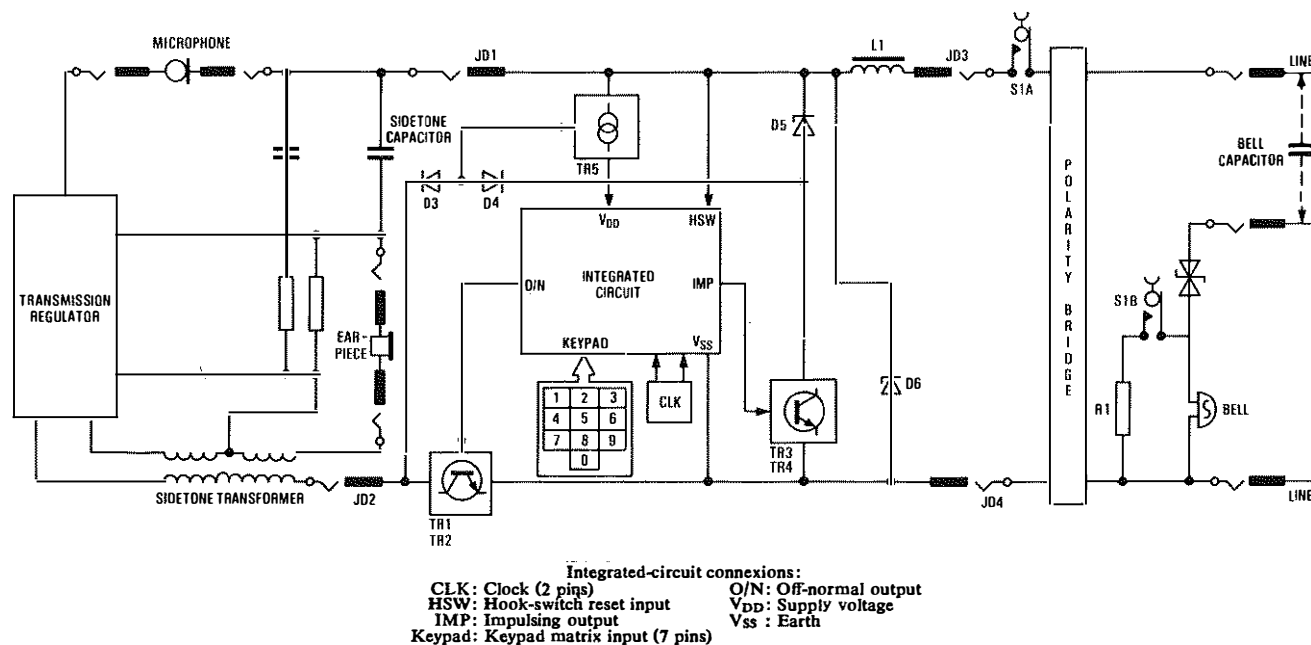 MICROPHONE
JD1
L1
JD3
S1A
LINE
SIDETONE
CAPACITOR
TR5
D5
BELL
CAPACITOR
D3
D4
POLARITY BRIDGE
VDD
HSW
TRANSMISSION
REGULATOR
O/N
INTEGRATED
CIRCUIT
IMP
S1B
EAR-
PIECE
KEYPAD
VSS
D6
1 2 3
4 5 6
7 8 9
0
CLK
R1
BELL
TR3
TR4
SIDETONE TRANSFORMER
JD2
TR1
TR2
JD4
LINE
Integrated-circuit connexions:
CLK: Clock (2 pins)
HSW: Hook-switch reset input
IMP: Impulsing output
Keypad: Keypad matrix input (7 pins)
O/N: Off-normal output
VDD: Supply voltage
Vss : Earth